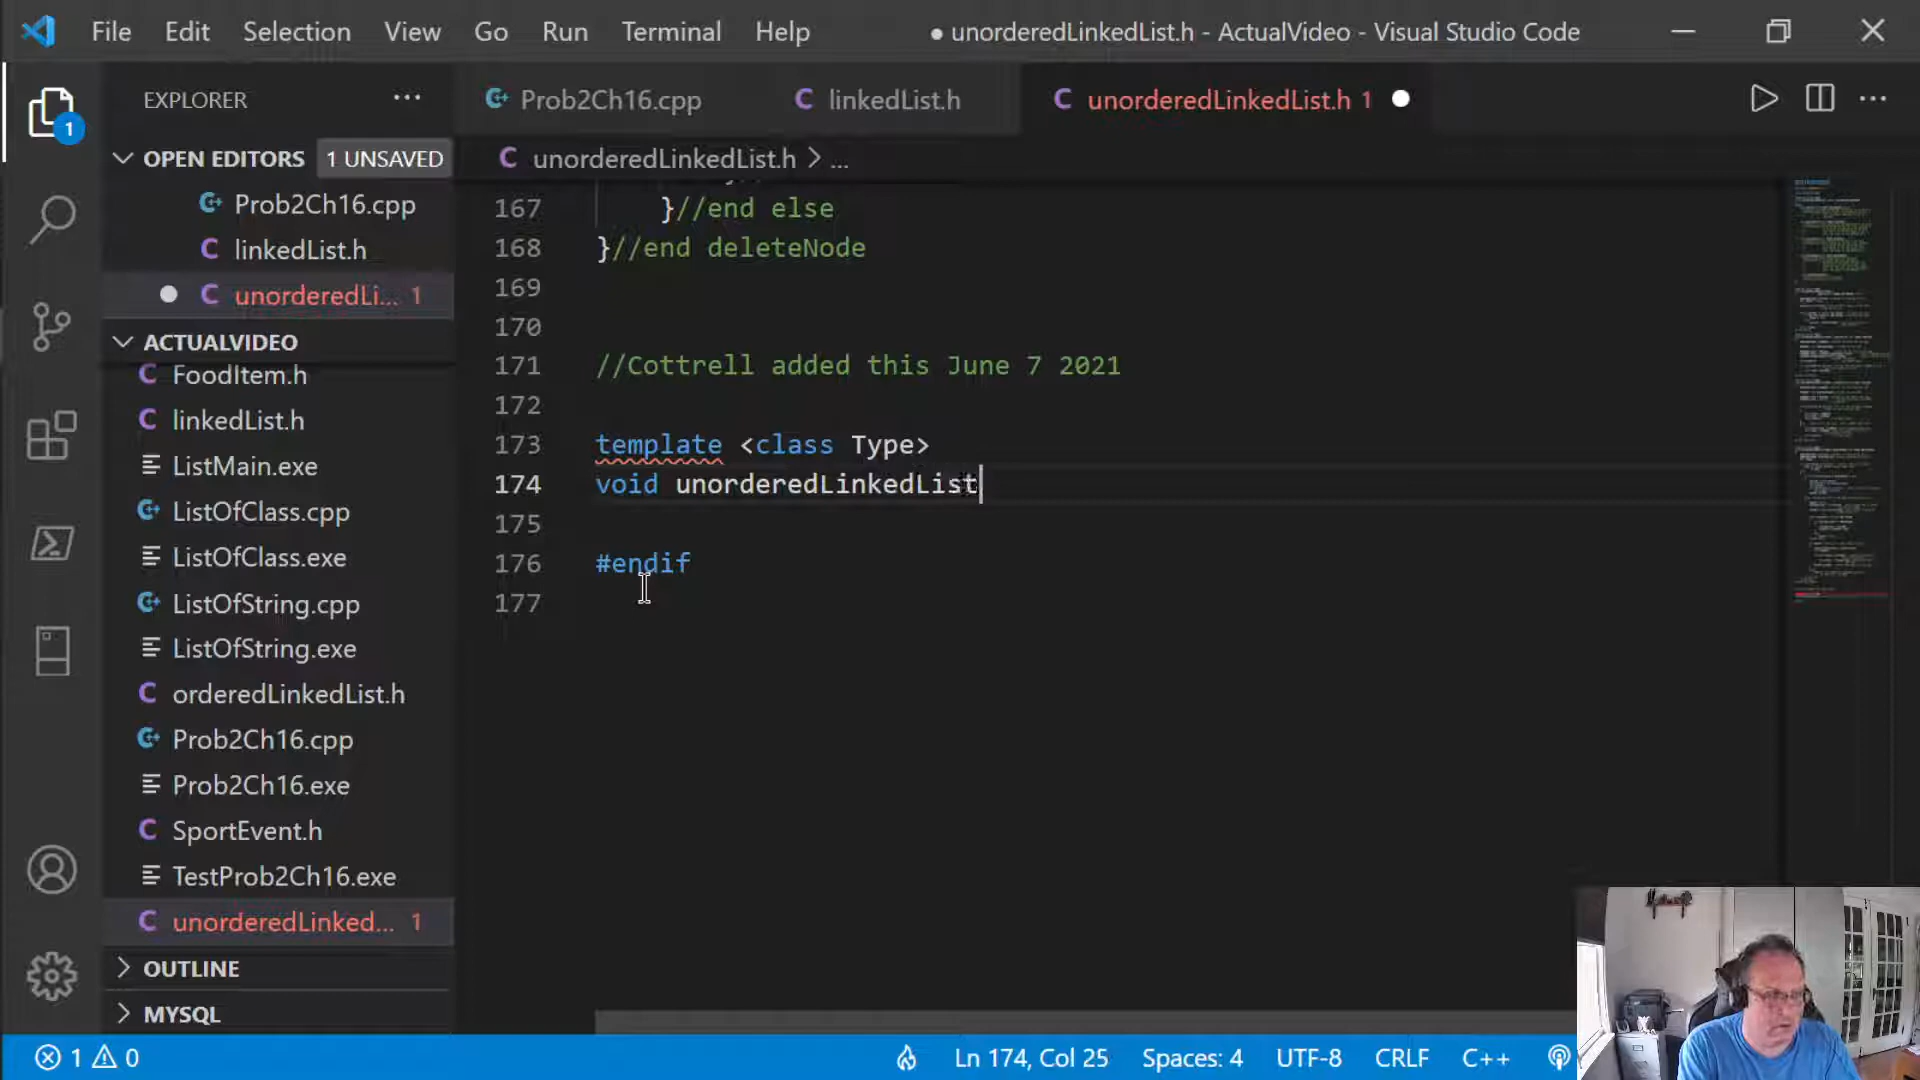 File Edit Selection View Go Run Terminal Help
● unorderedLinkedList.h - ActualVideo - Visual Studio Code
EXPLORER ...
1
OPEN EDITORS 1 UNSAVED
Prob2Ch16.cpp
linkedList.h
unorderedLi... 1
ACTUALVIDEO
FoodItem.h
linkedList.h
ListMain.exe
ListOfClass.cpp
ListOfClass.exe
ListOfString.cpp
ListOfString.exe
orderedLinkedList.h
Prob2Ch16.cpp
Prob2Ch16.exe
SportEvent.h
TestProb2Ch16.exe
unorderedLinked... 1
OUTLINE
MYSQL
Prob2Ch16.cpp linkedList.h unorderedLinkedList.h 1
unorderedLinkedList.h > ...
167 }//end else
168 }//end deleteNode
169
170
171 //Cottrell added this June 7 2021
172
173 template <class Type>
174 void unorderedLinkedList
175
176 #endif
177
1 0 Ln 174, Col 25 Spaces: 4 UTF-8 CRLF C++